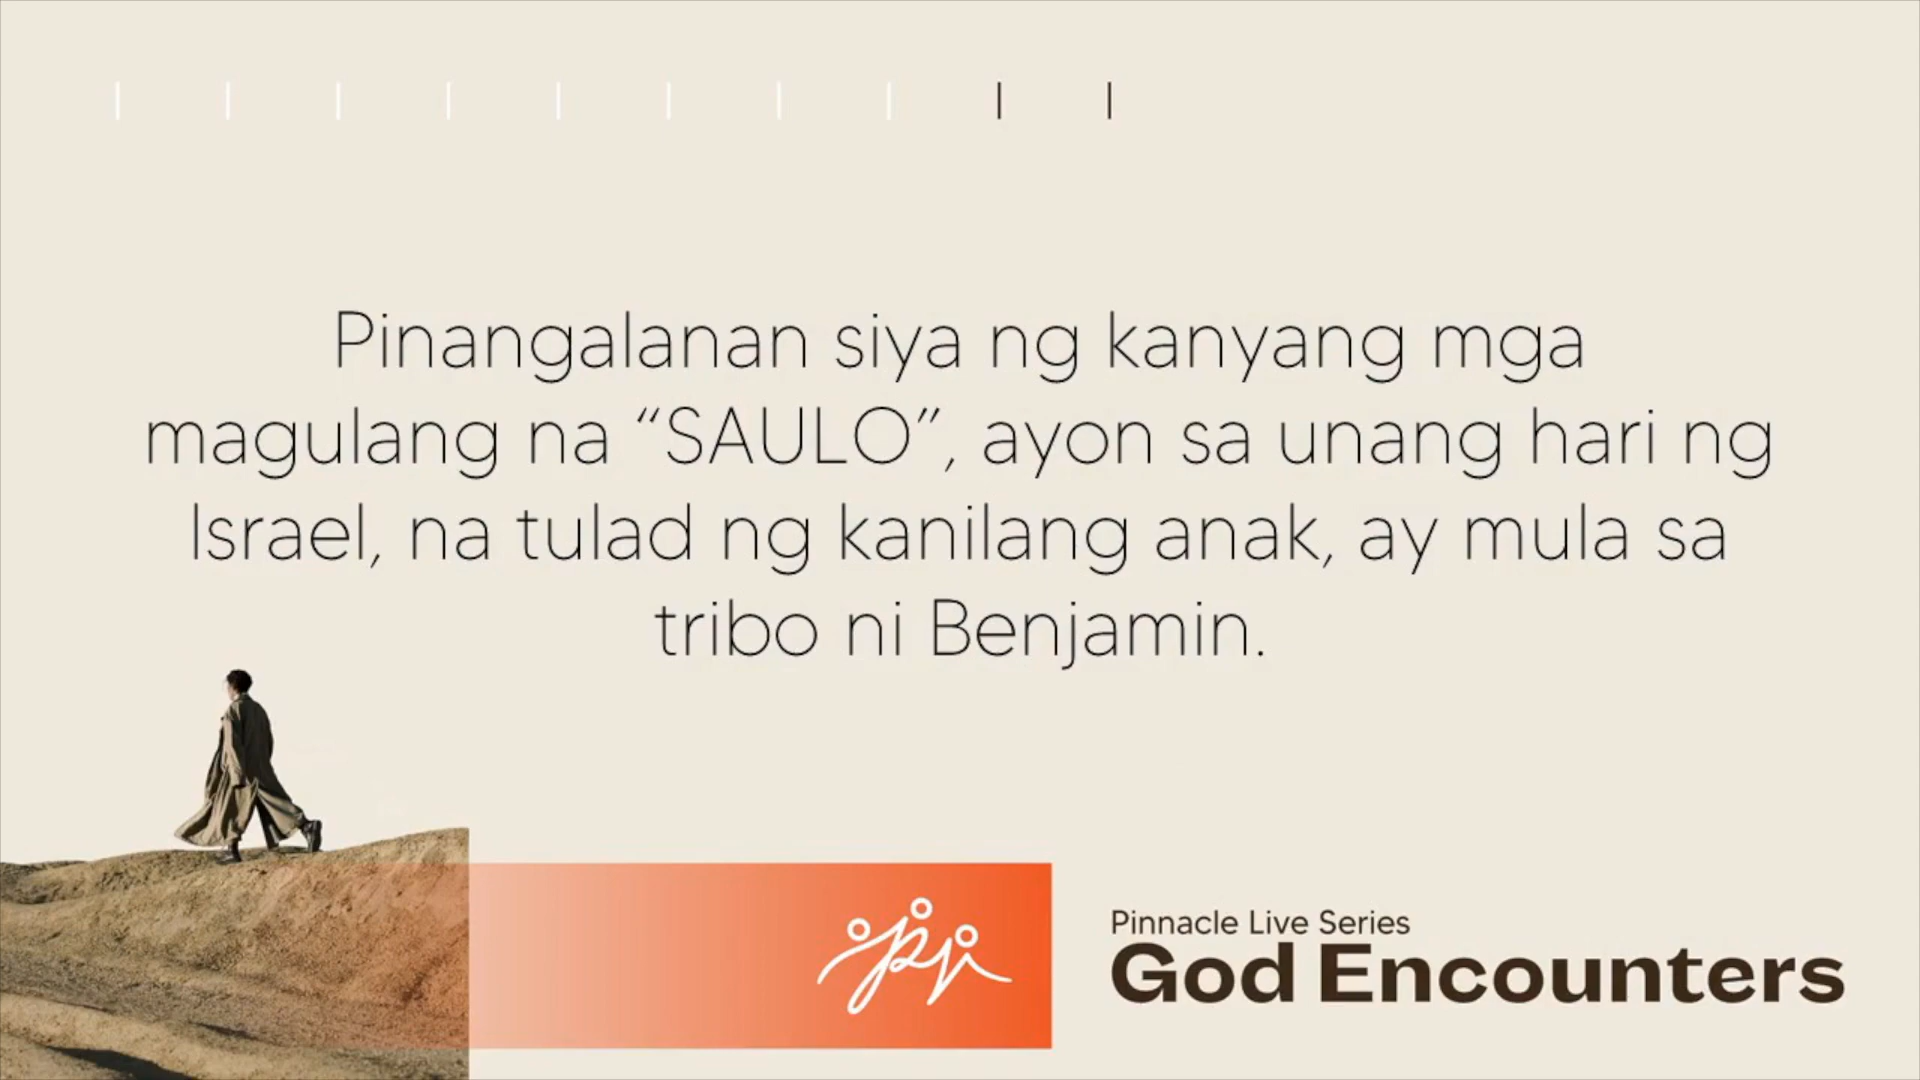 Pinangalanan siya ng kanyang mga
magulang na “SAULO”, ayon sa unang hari ng
Israel, na tulad ng kanilang anak, ay mula sa
tribo ni Benjamin.
Pinnacle Live Series
God Encounters